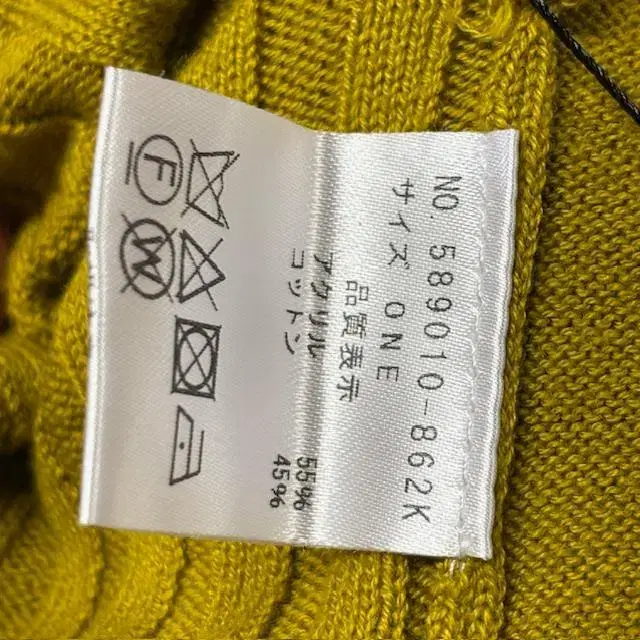 NO. 589010-862K
サイズ ONE
品質表示
アクリル 55%
コットン 45%
F
W